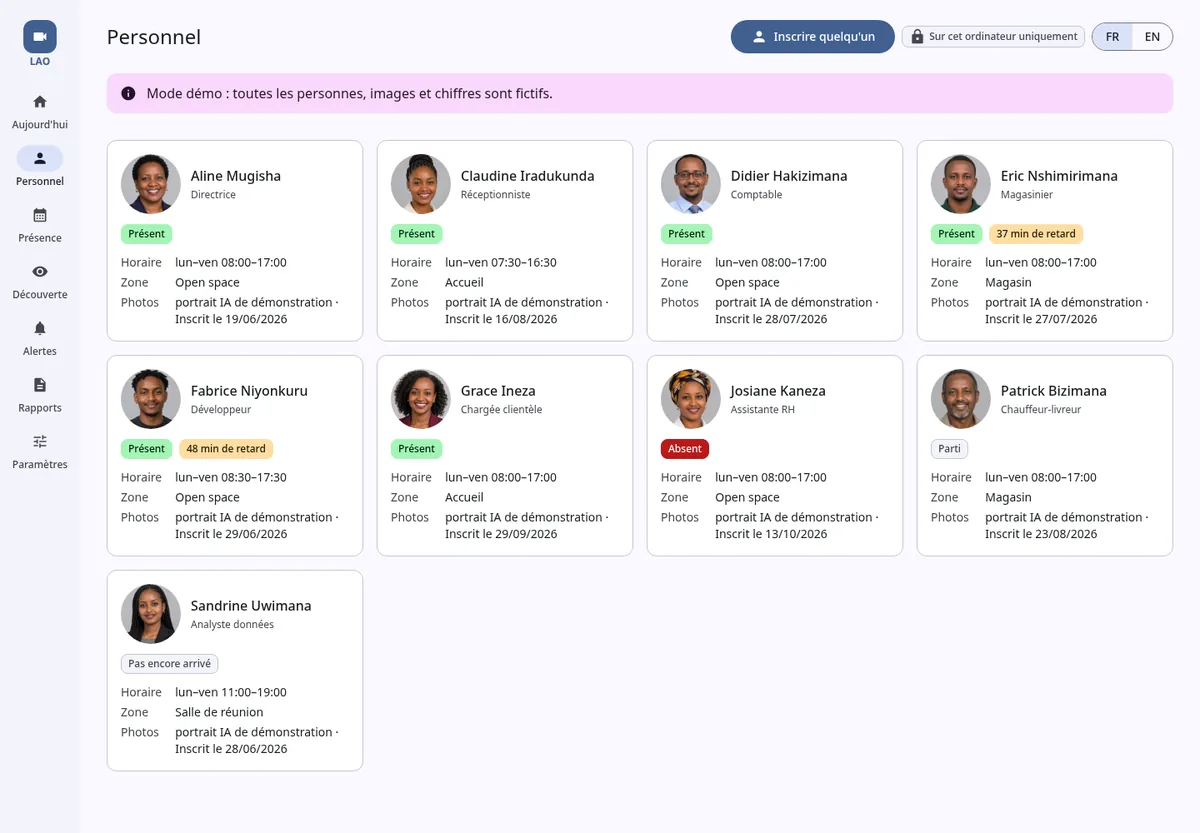 LAO
Aujourd'hui
Personnel
Présence
Découverte
Alertes
Rapports
Paramètres
Personnel
Inscrire quelqu'un
Sur cet ordinateur uniquement
FR
EN
Mode démo : toutes les personnes, images et chiffres sont fictifs.
Aline Mugisha
Directrice
Présent
Horaire lun–ven 08:00–17:00
Zone Open space
Photos portrait IA de démonstration ·
Inscrit le 19/06/2026
Claudine Iradukunda
Réceptionniste
Présent
Horaire lun–ven 07:30–16:30
Zone Accueil
Photos portrait IA de démonstration ·
Inscrit le 16/08/2026
Didier Hakizimana
Comptable
Présent
Horaire lun–ven 08:00–17:00
Zone Open space
Photos portrait IA de démonstration ·
Inscrit le 28/07/2026
Eric Nshimirimana
Magasinier
Présent 37 min de retard
Horaire lun–ven 08:00–17:00
Zone Magasin
Photos portrait IA de démonstration ·
Inscrit le 27/07/2026
Fabrice Niyonkuru
Développeur
Présent 48 min de retard
Horaire lun–ven 08:30–17:30
Zone Open space
Photos portrait IA de démonstration ·
Inscrit le 29/06/2026
Grace Ineza
Chargée clientèle
Présent
Horaire lun–ven 08:00–17:00
Zone Accueil
Photos portrait IA de démonstration ·
Inscrit le 29/09/2026
Josiane Kaneza
Assistante RH
Absent
Horaire lun–ven 08:00–17:00
Zone Open space
Photos portrait IA de démonstration ·
Inscrit le 13/10/2026
Patrick Bizimana
Chauffeur-livreur
Parti
Horaire lun–ven 08:00–17:00
Zone Magasin
Photos portrait IA de démonstration ·
Inscrit le 23/08/2026
Sandrine Uwimana
Analyste données
Pas encore arrivé
Horaire lun–ven 11:00–19:00
Zone Salle de réunion
Photos portrait IA de démonstration ·
Inscrit le 28/06/2026